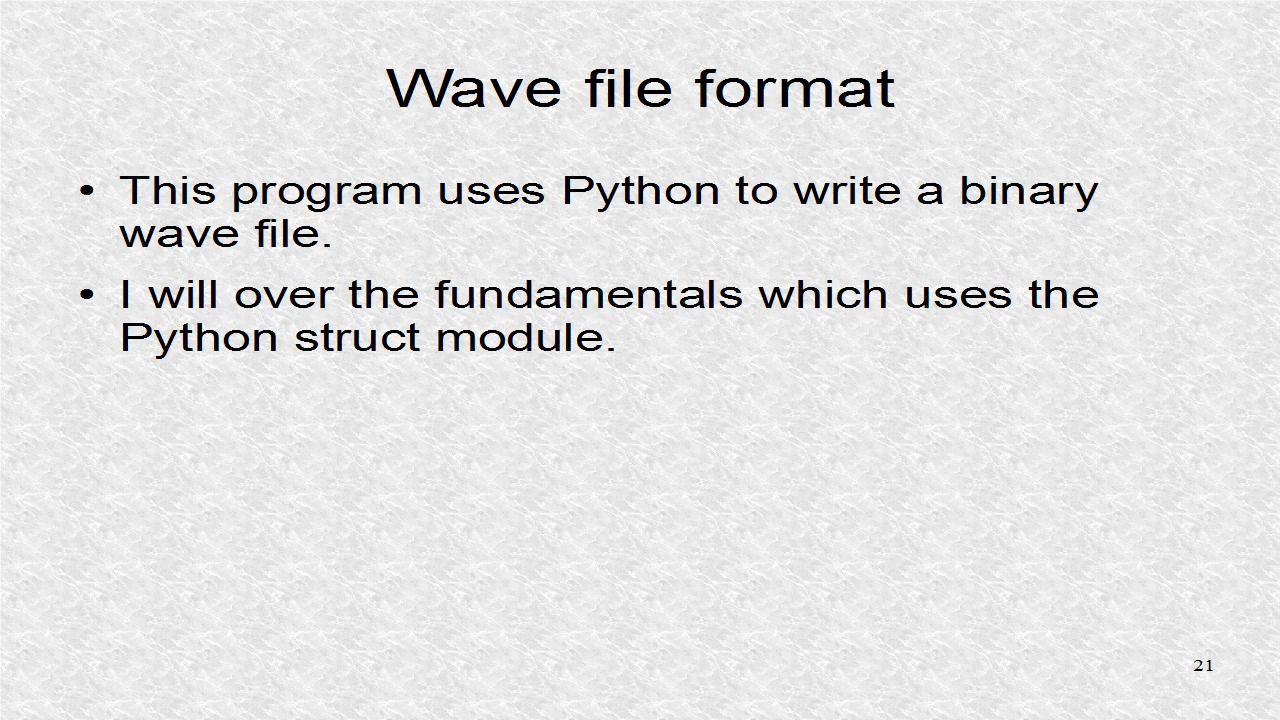 Wave file format
• This program uses Python to write a binary
wave file.
• I will over the fundamentals which uses the
Python struct module.
21